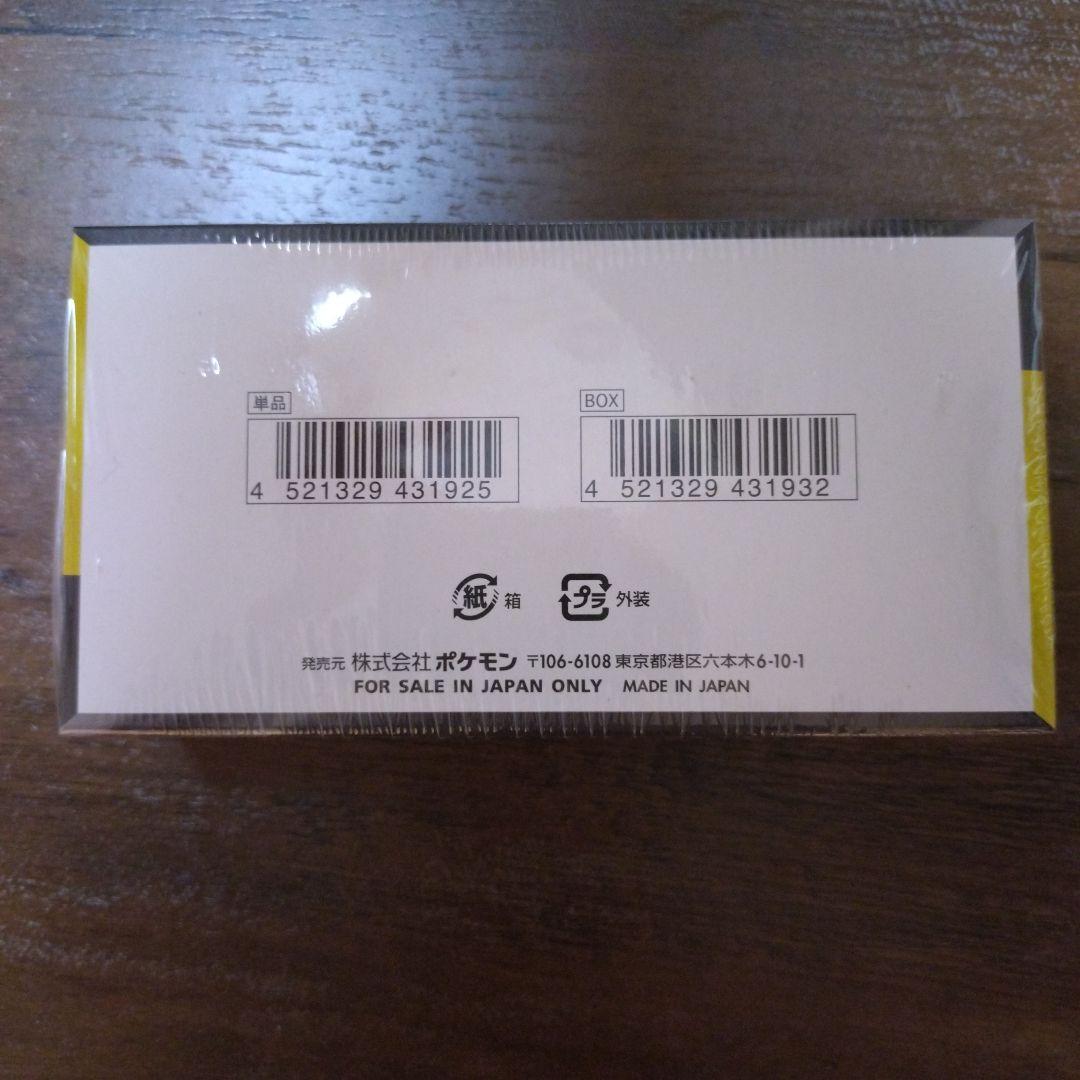 単品
BOX
4 521329 431925
4 521329 431932
紙 箱
プラ 外装
発売元 株式会社 ポケモン 〒106-6108 東京都港区六本木6-10-1
FOR SALE IN JAPAN ONLY MADE IN JAPAN